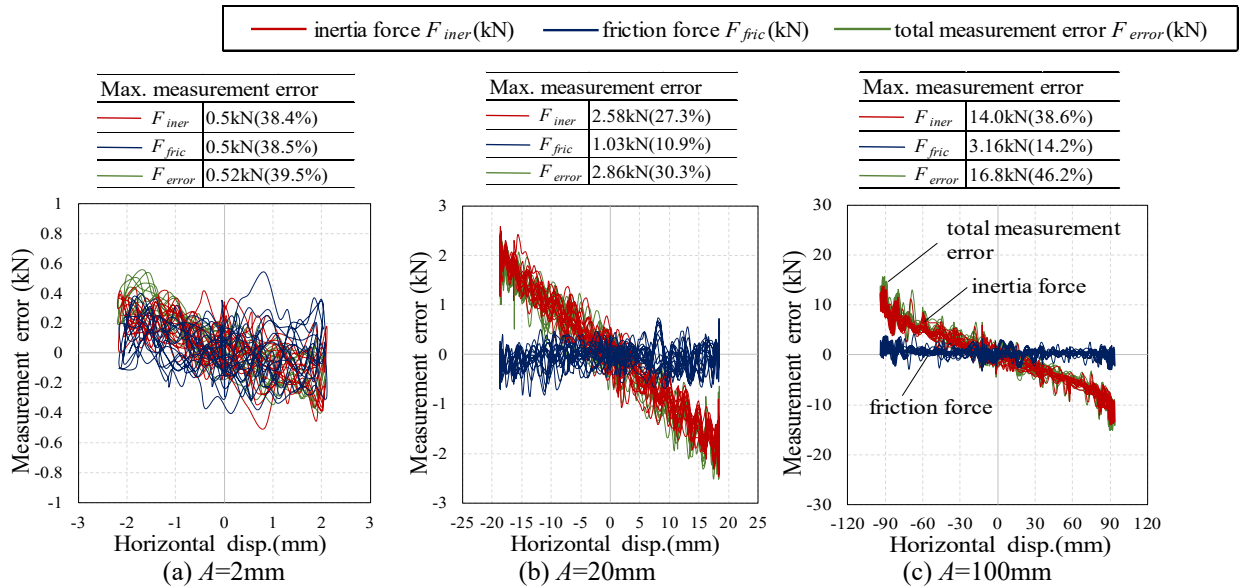 inertia force F iner(kN) friction force F fric(kN) total measurement error F error(kN)
Max. measurement error
F iner 0.5kN(38.4%)
F fric 0.5kN(38.5%)
F error 0.52kN(39.5%)
Measurement error (kN)
1
0.8
0.6
0.4
0.2
0
-0.2
-0.4
-0.6
-0.8
-1
-3 -2 -1 0 1 2 3
Horizontal disp.(mm)
(a) A=2mm
Max. measurement error
F iner 2.58kN(27.3%)
F fric 1.03kN(10.9%)
F error 2.86kN(30.3%)
Measurement error (kN)
3
2
1
0
-1
-2
-3
-25 -20 -15 -10 -5 0 5 10 15 20 25
Horizontal disp.(mm)
(b) A=20mm
Max. measurement error
F iner 14.0kN(38.6%)
F fric 3.16kN(14.2%)
F error 16.8kN(46.2%)
Measurement error (kN)
30
20
10
0
-10
-20
-30
total measurement
error
inertia force
friction force
-120 -90 -60 -30 0 30 60 90 120
Horizontal disp.(mm)
(c) A=100mm